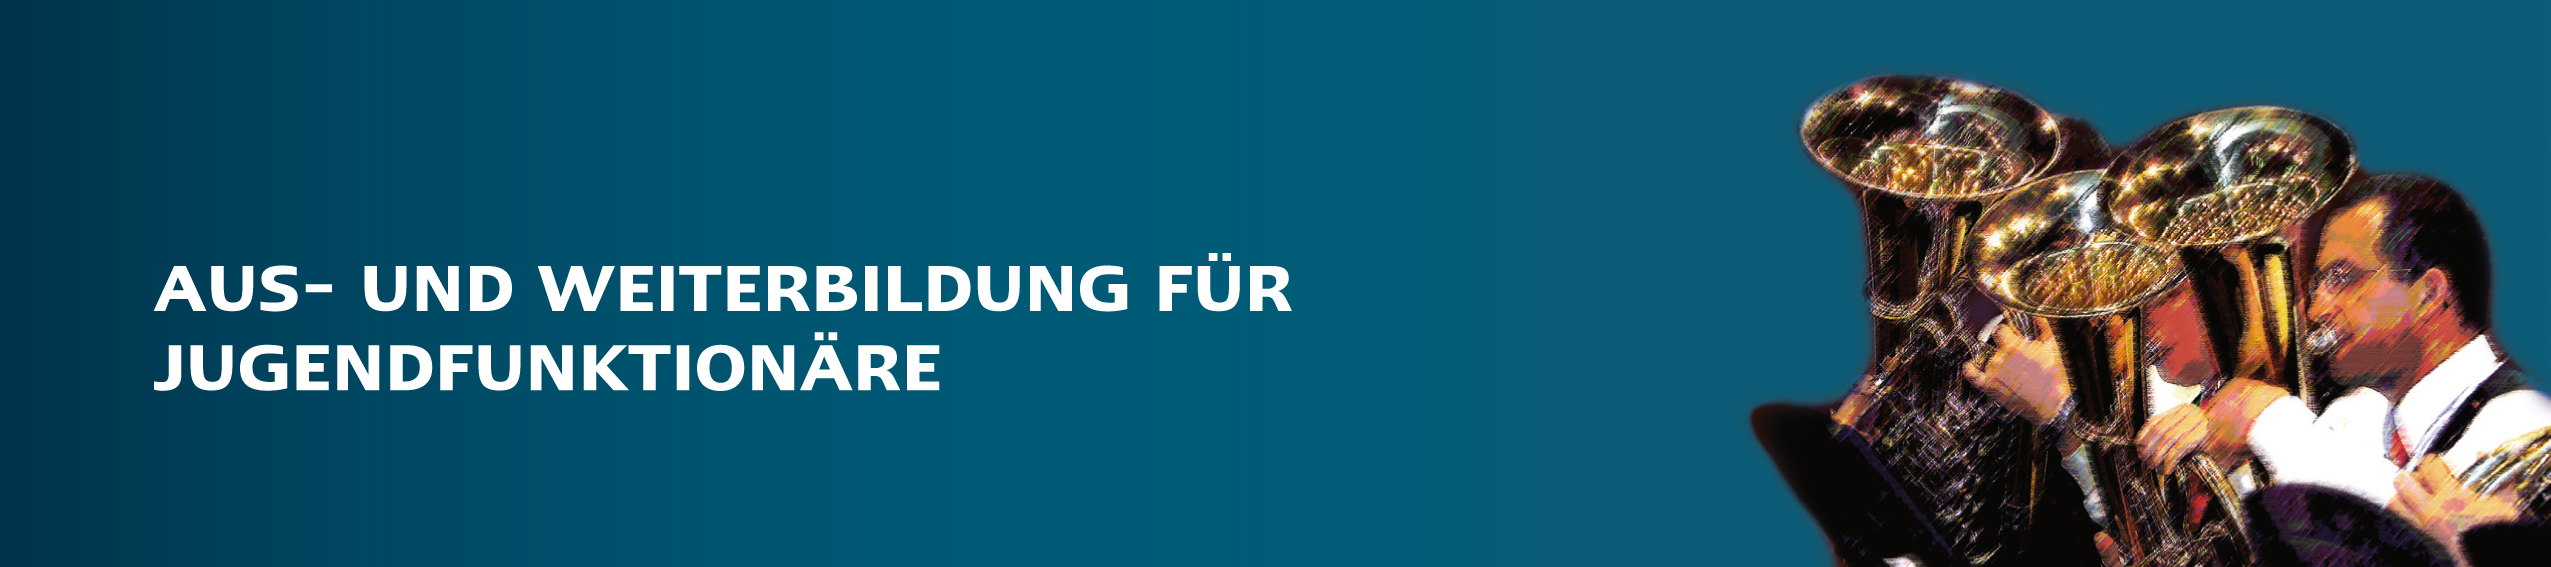 AUS- UND WEITERBILDUNG FÜR
JUGENDFUNKTIONÄRE